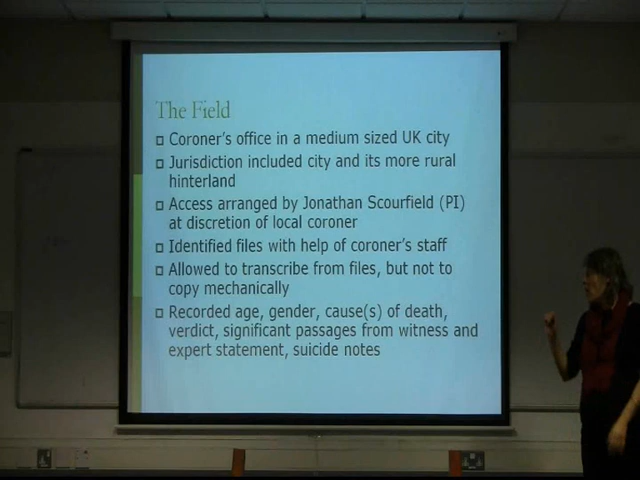 The Field
Coroner's office in a medium sized UK city
Jurisdiction included city and its more rural
hinterland
Access arranged by Jonathan Scourfield (PI)
at discretion of local coroner
Identified files with help of coroner's staff
Allowed to transcribe from files, but not to
copy mechanically
Recorded age, gender, cause(s) of death,
verdict, significant passages from witness and
expert statement, suicide notes